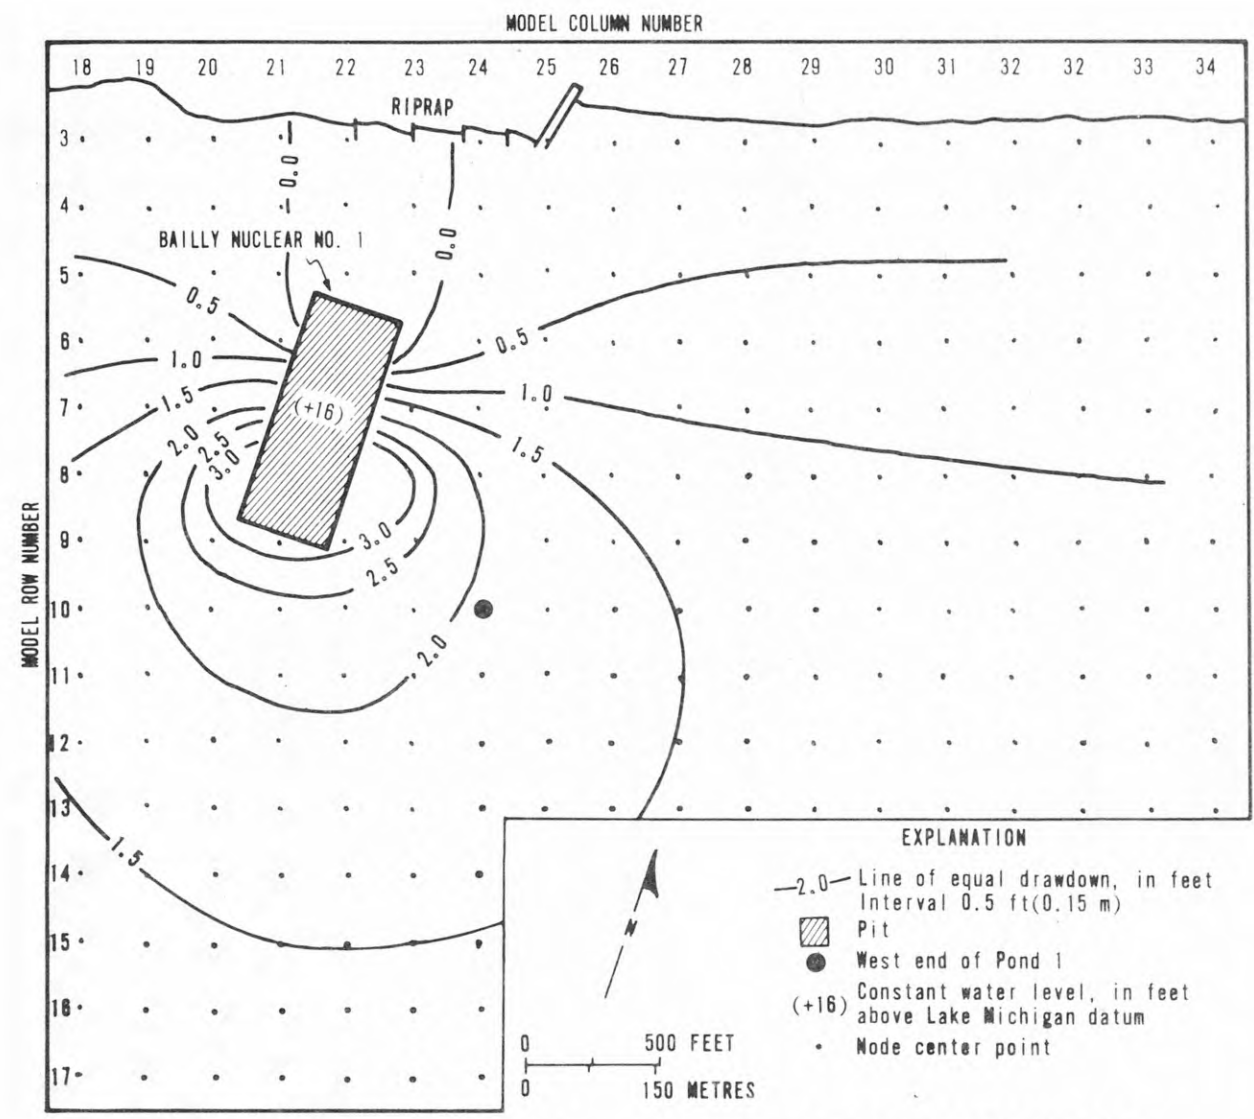 MODEL COLUMN NUMBER
18 19 20 21 22 23 24 25 26 27 28 29 30 31 32 32 34
RIPRAP
3
0.0
4
BAILLY NUCLEAR NO. 1
0.0
5
0.5
6
0.5
1.0
1.0
1.5
7
(+16)
2.0
2.5
1.5
3.0
8
MODEL ROW NUMBER
9
3.0
2.5
10
2.0
11
12
13
1.5
14
15
16
17
EXPLANATION
—2.0— Line of equal drawdown, in feet
Interval 0.5 ft(0.15 m)
Pit
West end of Pond 1
(+16) Constant water level, in feet
above Lake Michigan datum
Node center point
N
0 500 FEET
0 150 METRES